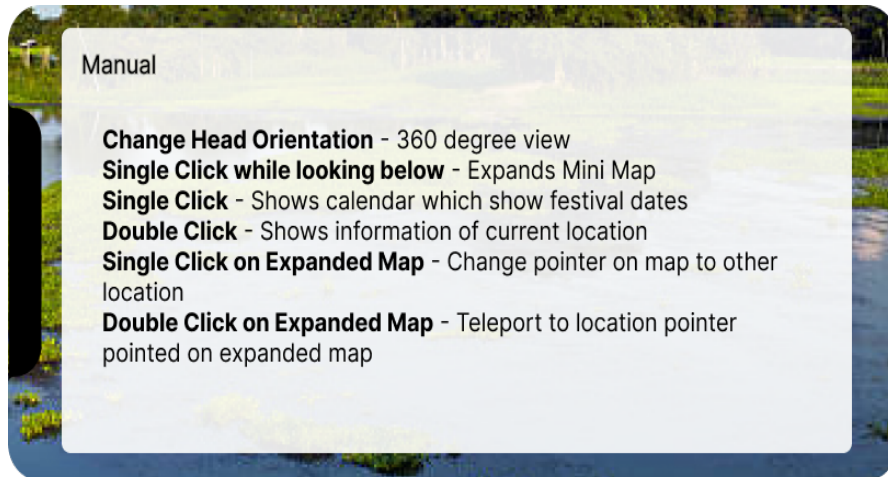 Manual
Change Head Orientation - 360 degree view
Single Click while looking below - Expands Mini Map
Single Click - Shows calendar which show festival dates
Double Click - Shows information of current location
Single Click on Expanded Map - Change pointer on map to other
location
Double Click on Expanded Map - Teleport to location pointer
pointed on expanded map